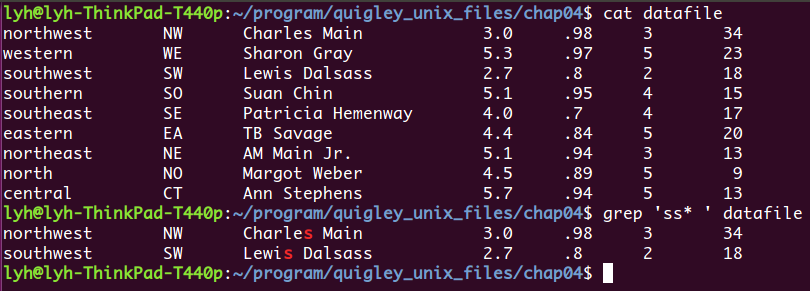 lyh@lyh-ThinkPad-T440p:~/program/quigley_unix_files/chap04$ cat datafile
northwest       NW      Charles Main            3.0     .98     3       34
western         WE      Sharon Gray             5.3     .97     5       23
southwest       SW      Lewis Dalsass           2.7     .8      2       18
southern        SO      Suan Chin               5.1     .95     4       15
southeast       SE      Patricia Hemenway       4.0     .7      4       17
eastern         EA      TB Savage               4.4     .84     5       20
northeast       NE      AM Main Jr.             5.1     .94     3       13
north           NO      Margot Weber            4.5     .89     5        9
central         CT      Ann Stephens            5.7     .94     5       13
lyh@lyh-ThinkPad-T440p:~/program/quigley_unix_files/chap04$ grep 'ss* ' datafile
northwest       NW      Charles Main            3.0     .98     3       34
southwest       SW      Lewis Dalsass           2.7     .8      2       18
lyh@lyh-ThinkPad-T440p:~/program/quigley_unix_files/chap04$